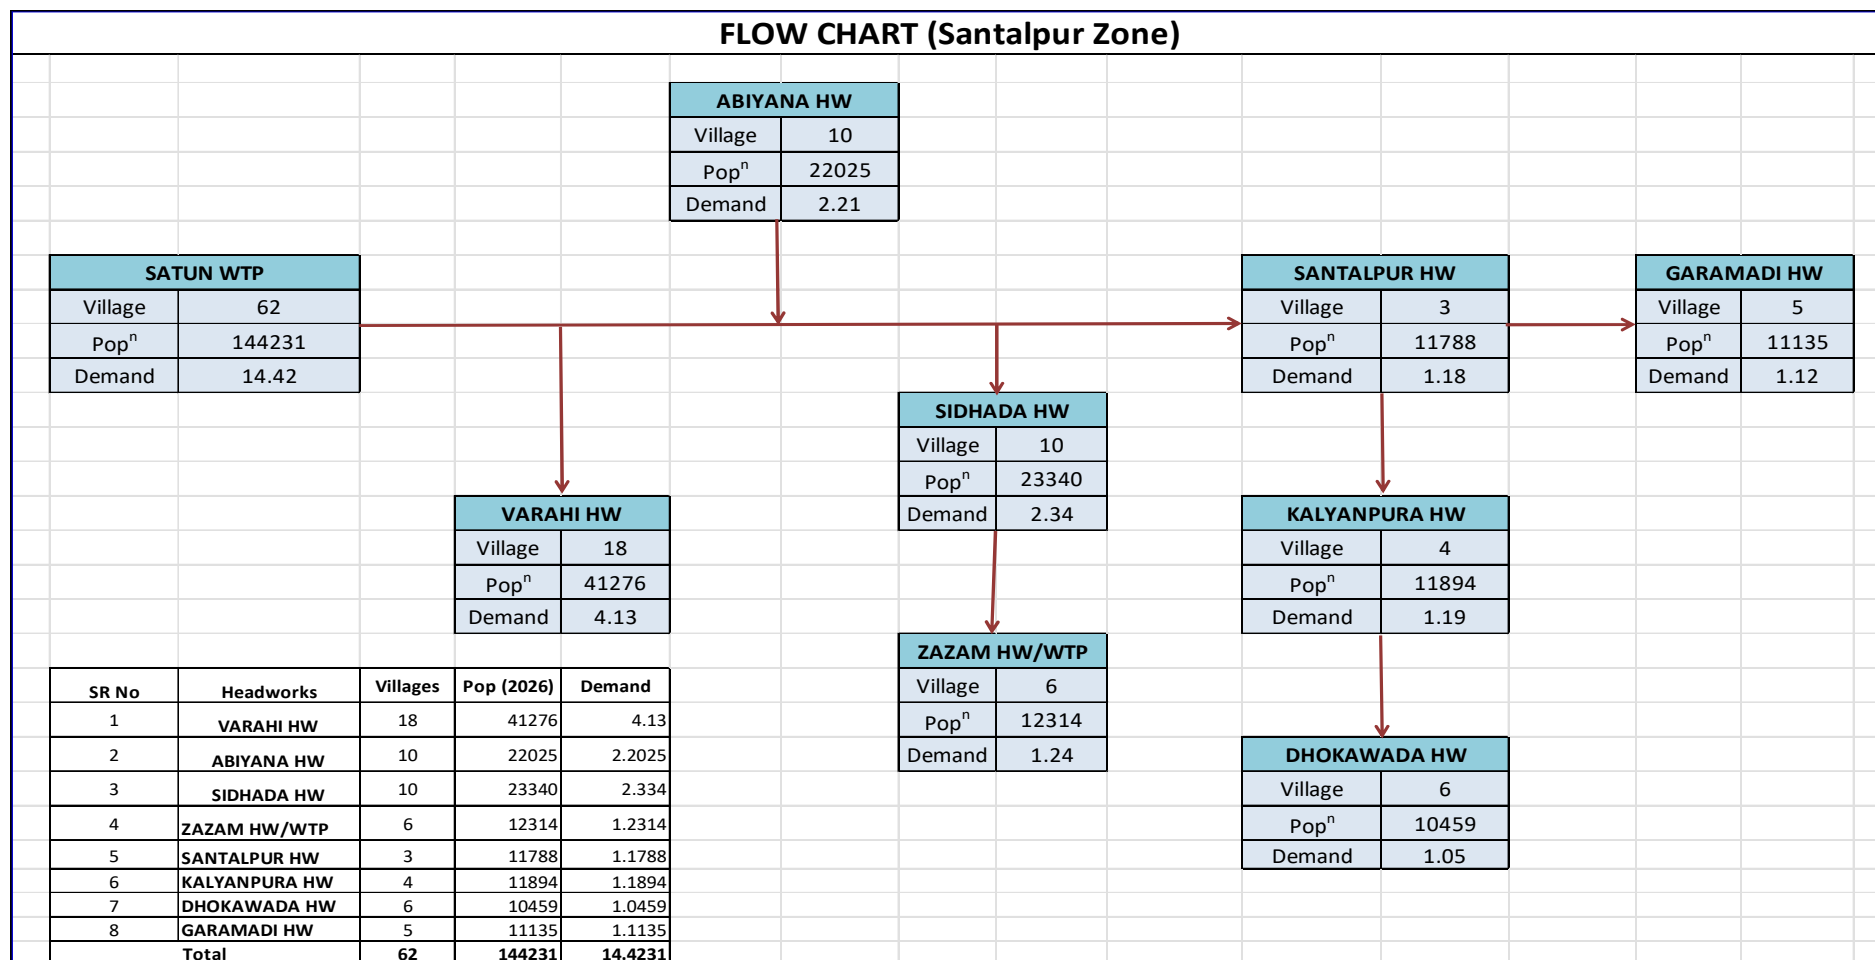 FLOW CHART (Santalpur Zone)
ABIYANA HW
Village 10
Popⁿ 22025
Demand 2.21
SATUN WTP
Village 62
Popⁿ 144231
Demand 14.42
SANTALPUR HW
Village 3
Popⁿ 11788
Demand 1.18
GARAMADI HW
Village 5
Popⁿ 11135
Demand 1.12
SIDHADA HW
Village 10
Popⁿ 23340
Demand 2.34
VARAHI HW
Village 18
Popⁿ 41276
Demand 4.13
KALYANPURA HW
Village 4
Popⁿ 11894
Demand 1.19
ZAZAM HW/WTP
Village 6
Popⁿ 12314
Demand 1.24
DHOKAWADA HW
Village 6
Popⁿ 10459
Demand 1.05
SR No Headworks Villages Pop (2026) Demand
1 VARAHI HW 18 41276 4.13
2 ABIYANA HW 10 22025 2.2025
3 SIDHADA HW 10 23340 2.334
4 ZAZAM HW/WTP 6 12314 1.2314
5 SANTALPUR HW 3 11788 1.1788
6 KALYANPURA HW 4 11894 1.1894
7 DHOKAWADA HW 6 10459 1.0459
8 GARAMADI HW 5 11135 1.1135
Total 62 144231 14.4231